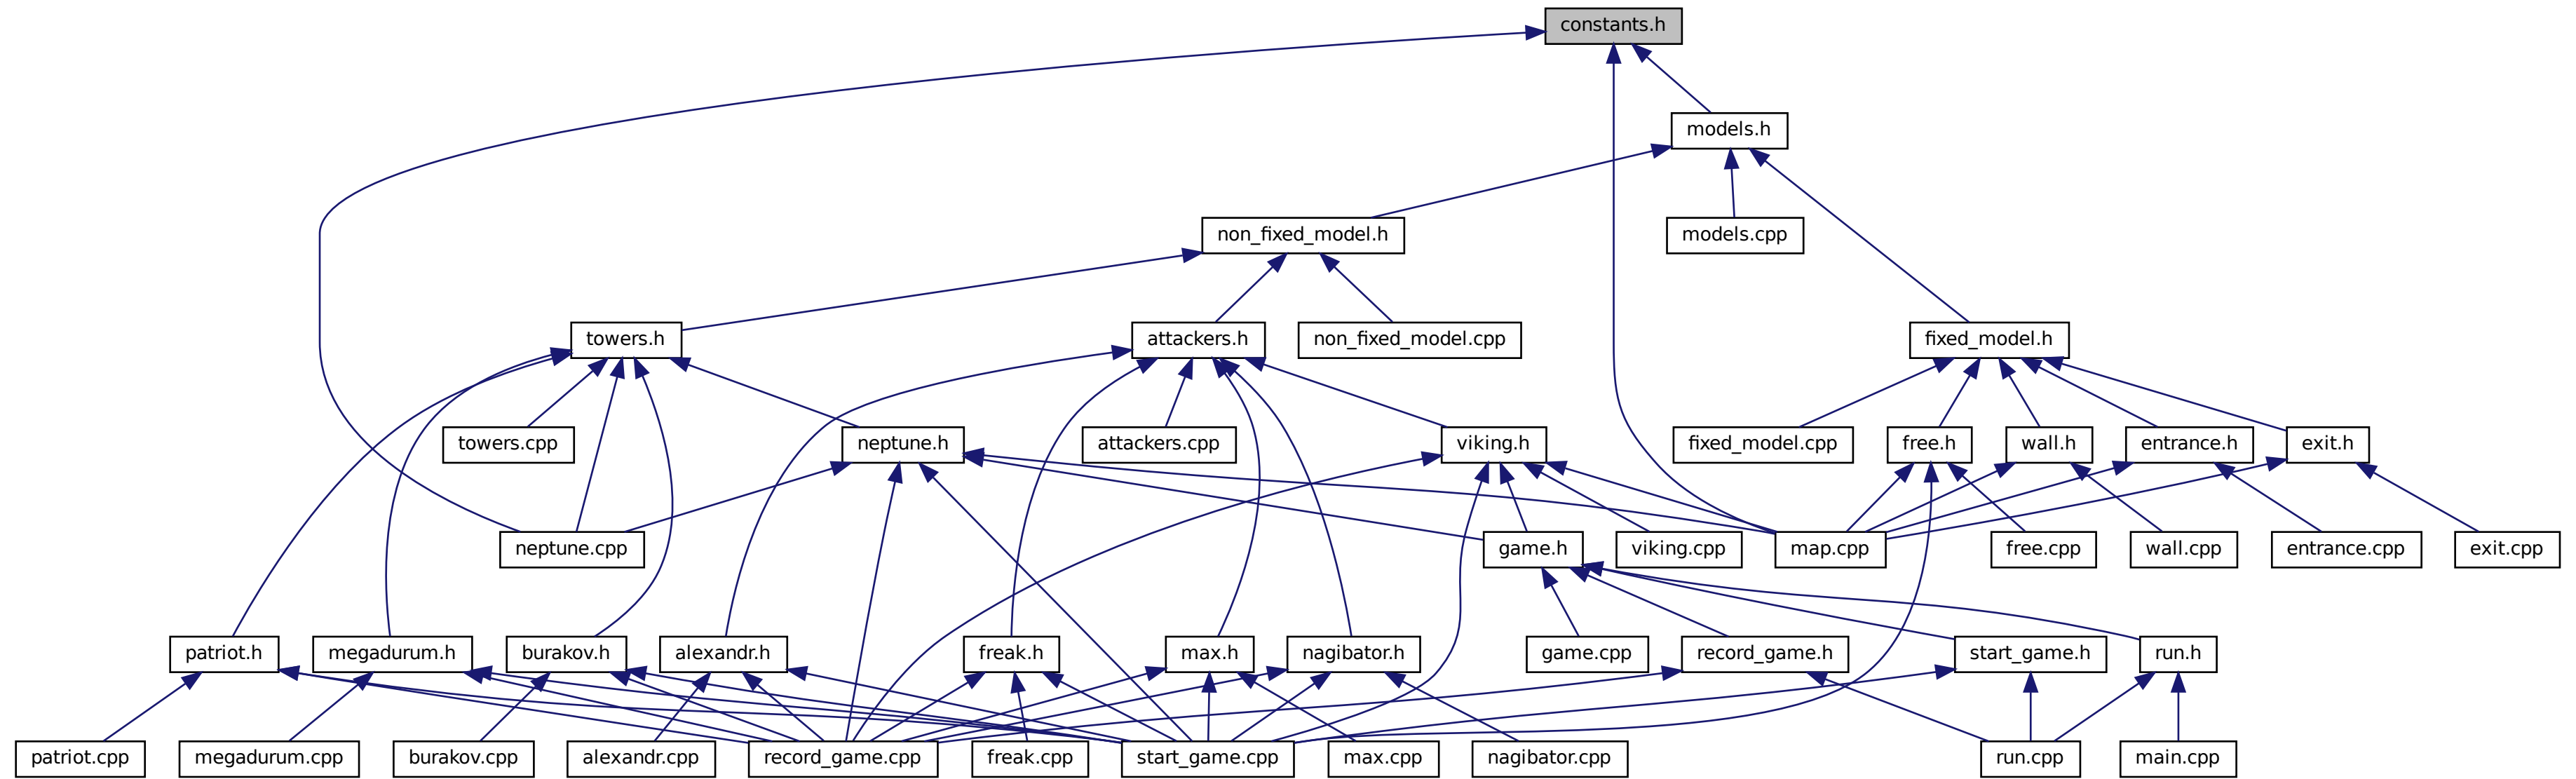 constants.h
models.h
non_fixed_model.h
models.cpp
towers.h
attackers.h
non_fixed_model.cpp
fixed_model.h
towers.cpp
neptune.h
attackers.cpp
viking.h
fixed_model.cpp
free.h
wall.h
entrance.h
exit.h
neptune.cpp
game.h
viking.cpp
map.cpp
free.cpp
wall.cpp
entrance.cpp
exit.cpp
patriot.h
megadurum.h
burakov.h
alexandr.h
freak.h
max.h
nagibator.h
game.cpp
record_game.h
start_game.h
run.h
patriot.cpp
megadurum.cpp
burakov.cpp
alexandr.cpp
record_game.cpp
freak.cpp
start_game.cpp
max.cpp
nagibator.cpp
run.cpp
main.cpp